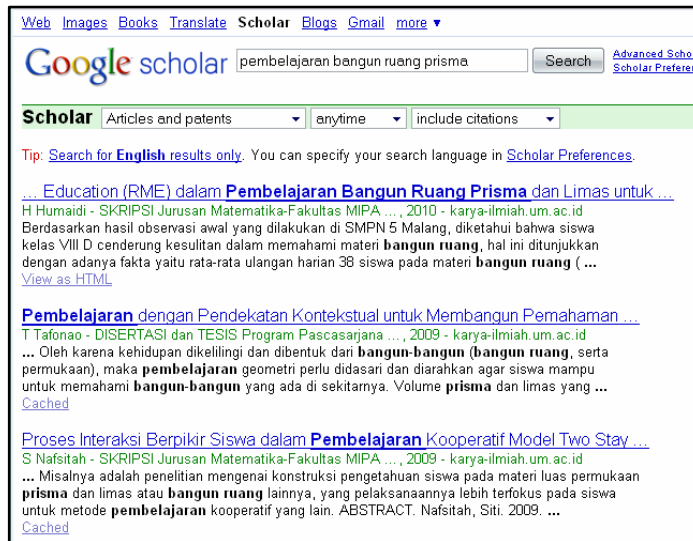 Web Images Books Translate Scholar Blogs Gmail more ▼
Google scholar pembelajaran bangun ruang prisma Search Advanced Scho
Scholar Preferer
Scholar Articles and patents anytime include citations
Tip: Search for English results only. You can specify your search language in Scholar Preferences.
... Education (RME) dalam Pembelajaran Bangun Ruang Prisma dan Limas untuk ...
H Humaidi - SKRIPSI Jurusan Matematika-Fakultas MIPA ..., 2010 - karya-ilmiah.um.ac.id
Berdasarkan hasil observasi awal yang dilakukan di SMPN 5 Malang, diketahui bahwa siswa
kelas VIII D cenderung kesulitan dalam memahami materi bangun ruang, hal ini ditunjukkan
dengan adanya fakta yaitu rata-rata ulangan harian 38 siswa pada materi bangun ruang ( ...
View as HTML
Pembelajaran dengan Pendekatan Kontekstual untuk Membangun Pemahaman ...
T Tafonao - DISERTASI dan TESIS Program Pascasarjana ..., 2009 - karya-ilmiah.um.ac.id
... Oleh karena kehidupan dikelilingi dan dibentuk dari bangun-bangun (bangun ruang, serta
permukaan), maka pembelajaran geometri perlu didasari dan diarahkan agar siswa mampu
untuk memahami bangun-bangun yang ada di sekitarnya. Volume prisma dan limas yang ...
Cached
Proses Interaksi Berpikir Siswa dalam Pembelajaran Kooperatif Model Two Stay ...
S Nafsitah - SKRIPSI Jurusan Matematika-Fakultas MIPA ..., 2009 - karya-ilmiah.um.ac.id
... Misalnya adalah penelitian mengenai konstruksi pengetahuan siswa pada materi luas permukaan
prisma dan limas atau bangun ruang lainnya, yang pelaksanaannya lebih terfokus pada siswa
untuk metode pembelajaran kooperatif yang lain. ABSTRACT. Nafsitah, Siti. 2009. ...
Cached